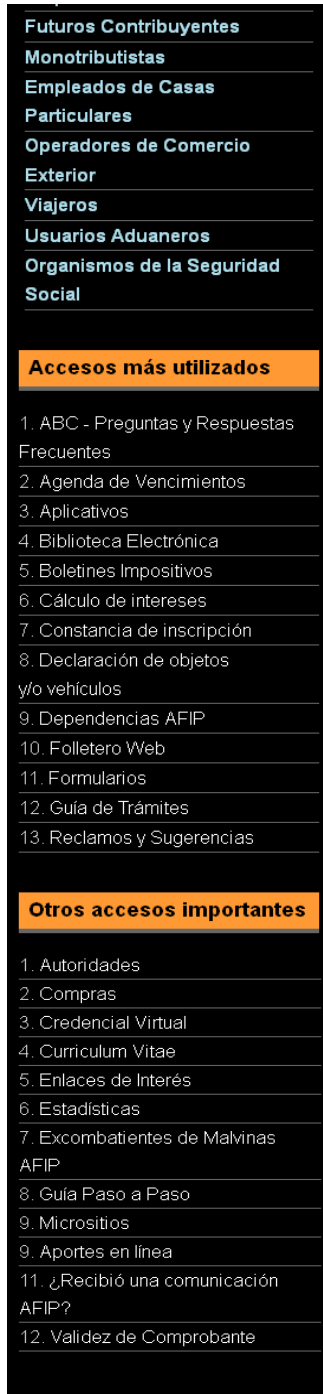 Futuros Contribuyentes
Monotributistas
Empleados de Casas
Particulares
Operadores de Comercio
Exterior
Viajeros
Usuarios Aduaneros
Organismos de la Seguridad
Social
Accesos más utilizados
1. ABC - Preguntas y Respuestas
Frecuentes
2. Agenda de Vencimientos
3. Aplicativos
4. Biblioteca Electrónica
5. Boletines Impositivos
6. Cálculo de intereses
7. Constancia de inscripción
8. Declaración de objetos
y/o vehículos
9. Dependencias AFIP
10. Folletero Web
11. Formularios
12. Guía de Trámites
13. Reclamos y Sugerencias
Otros accesos importantes
1. Autoridades
2. Compras
3. Credencial Virtual
4. Curriculum Vitae
5. Enlaces de Interés
6. Estadísticas
7. Excombatientes de Malvinas
AFIP
8. Guía Paso a Paso
9. Micrositios
9. Aportes en línea
11. ¿Recibió una comunicación
AFIP?
12. Validez de Comprobante